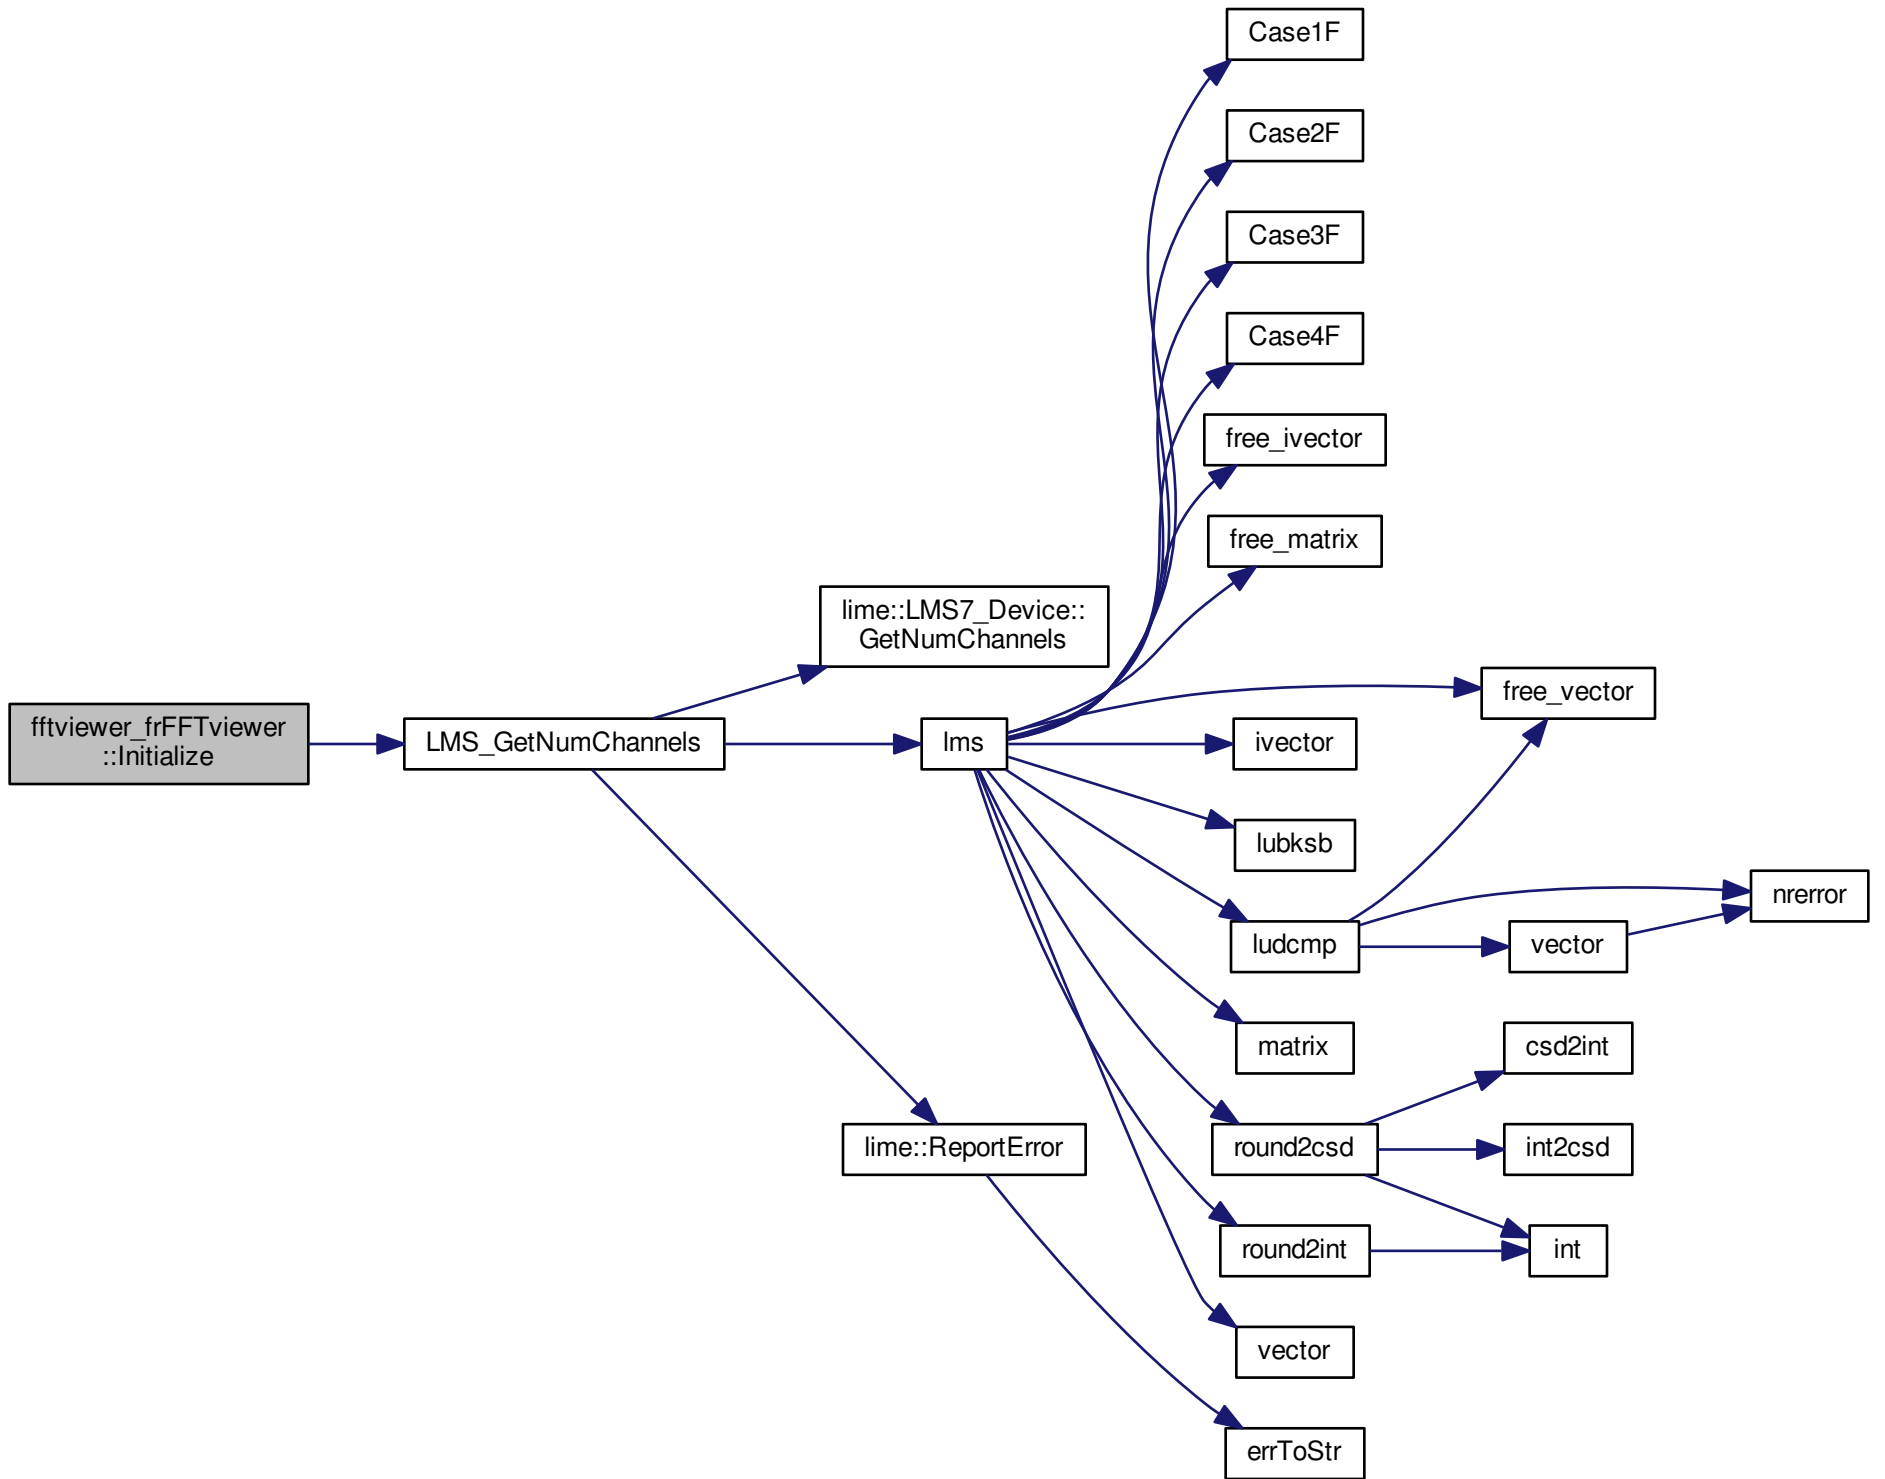 Case1F
Case2F
Case3F
Case4F
free_ivector
free_matrix
lime::LMS7_Device::
GetNumChannels
free_vector
fftviewer_frFFTviewer
::Initialize
LMS_GetNumChannels
lms
ivector
lubksb
nrerror
ludcmp
vector
matrix
csd2int
lime::ReportError
round2csd
int2csd
round2int
int
vector
errToStr